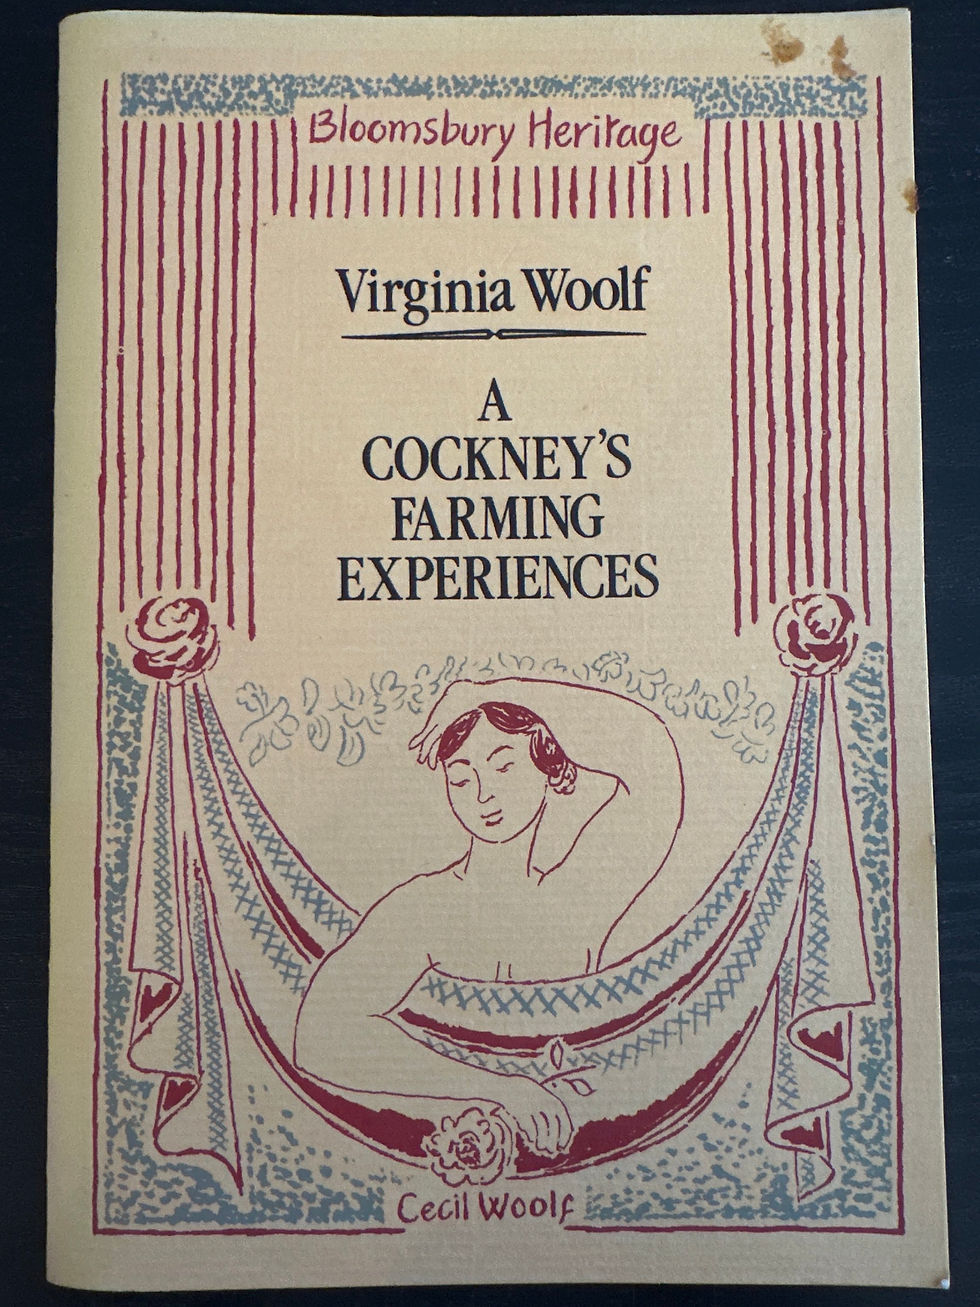 Bloomsbury Heritage
Virginia Woolf
A
COCKNEY'S
FARMING
EXPERIENCES
Cecil Woolf